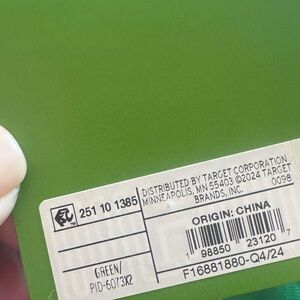 251 10 1385
GREEN/
PID-6073X2
DISTRIBUTED BY TARGET CORPORATION
MINNEAPOLIS, MN 55403 ©2024 TARGET
BRANDS, INC. 0098
ORIGIN: CHINA
1 98850 23120 7
F16881880-Q4/24